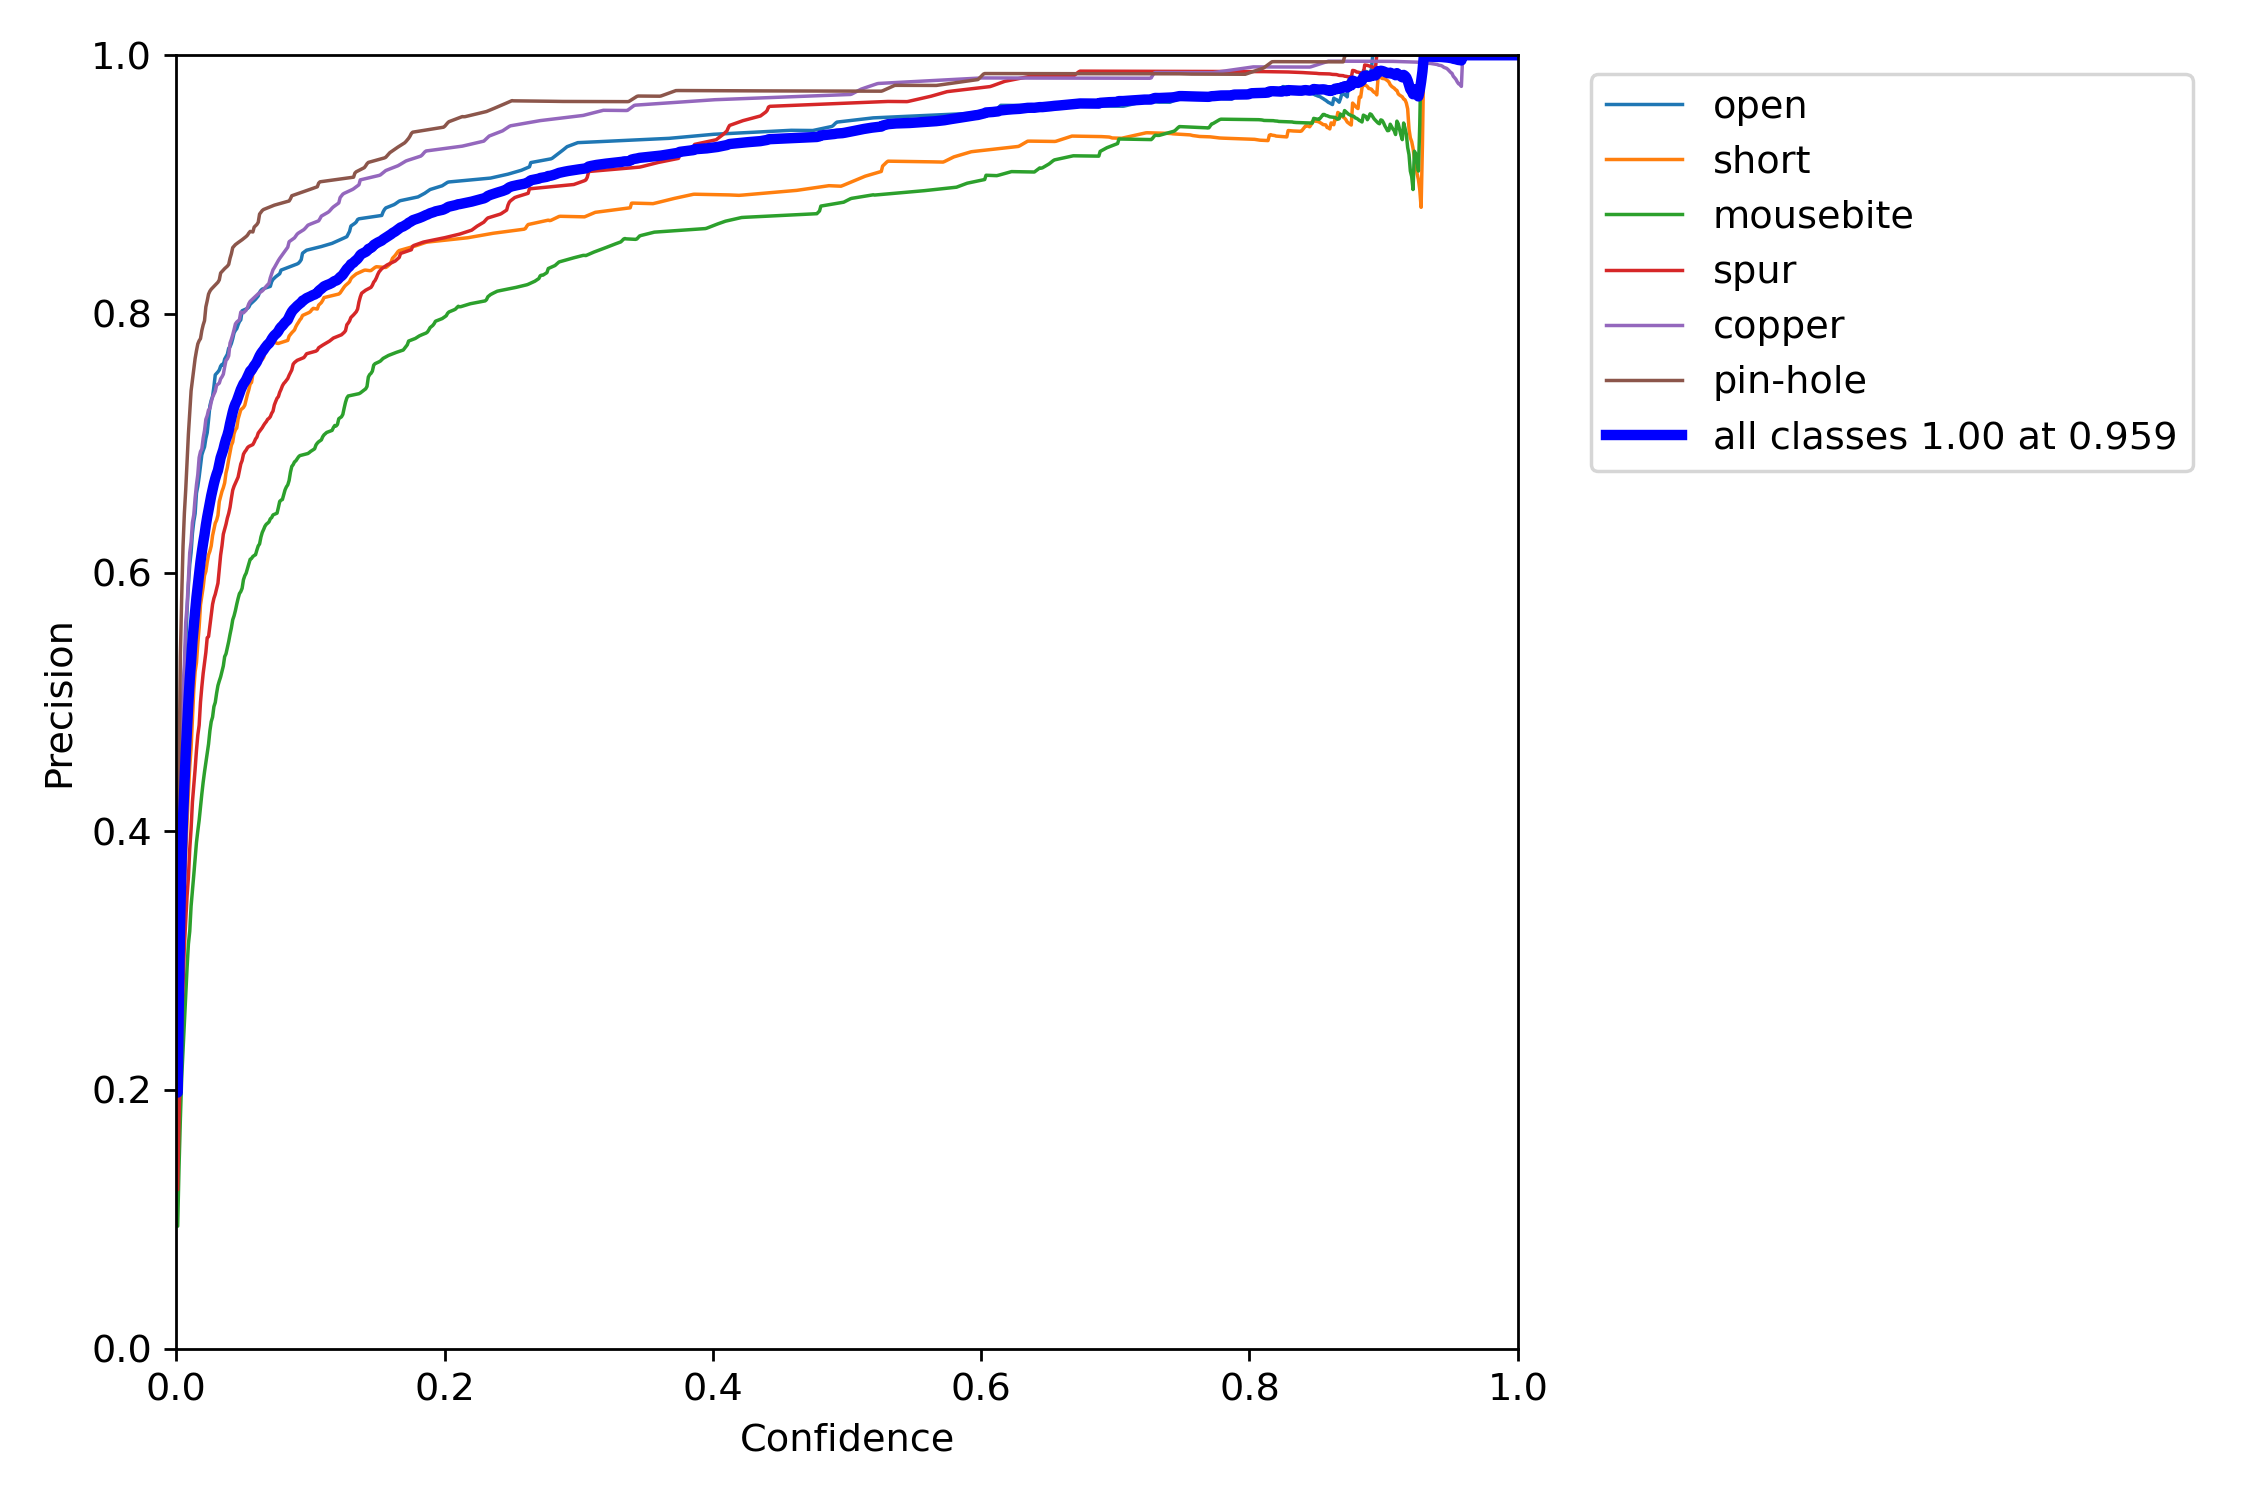 1.0
0.8
0.6
0.4
0.2
0.0
Precision
0.0 0.2 0.4 0.6 0.8 1.0
Confidence
open
short
mousebite
spur
copper
pin-hole
all classes 1.00 at 0.959